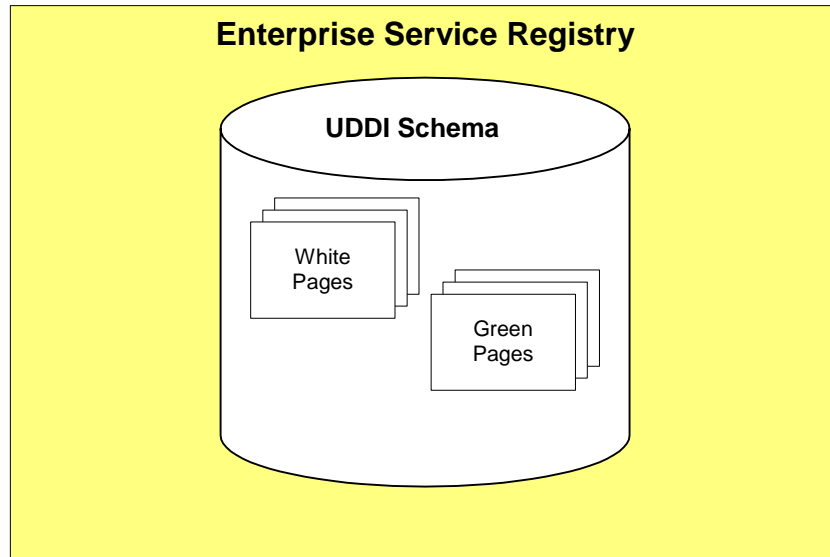 Enterprise Service Registry
UDDI Schema
White
Pages
Green
Pages